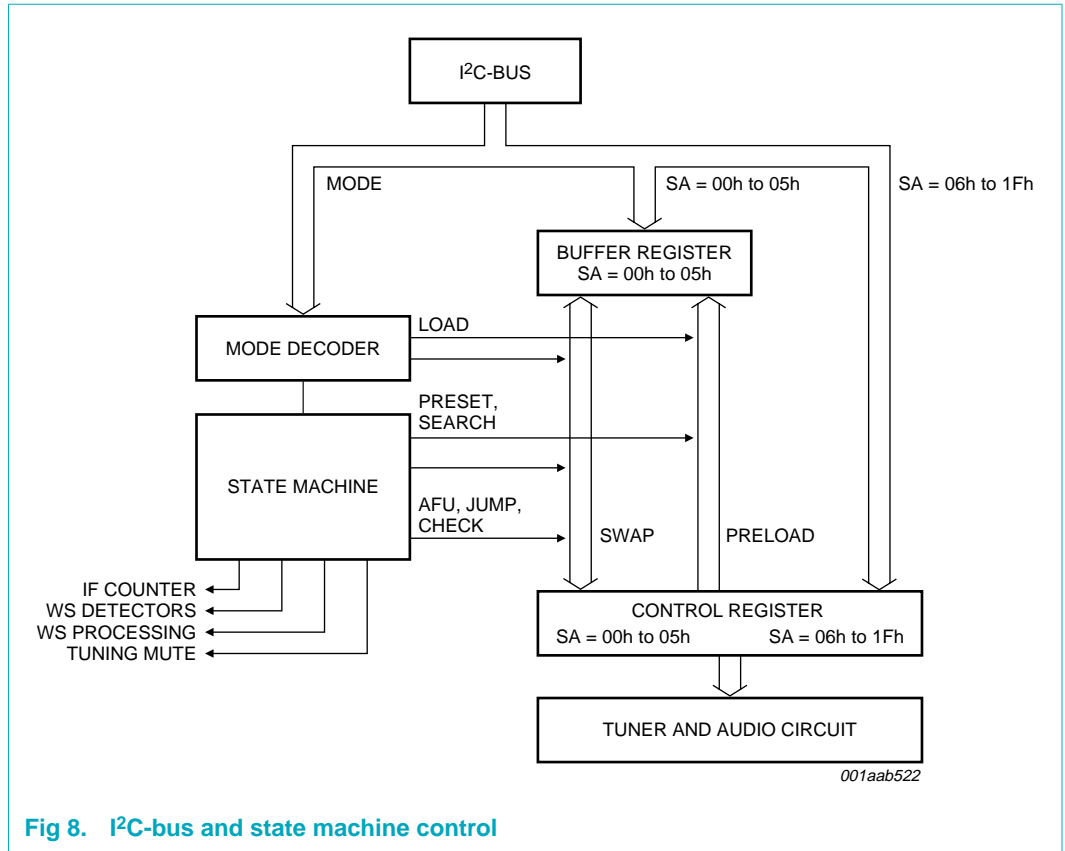 I2C-BUS
MODE
SA = 00h to 05h
SA = 06h to 1Fh
BUFFER REGISTER
SA = 00h to 05h
LOAD
MODE DECODER
PRESET,
SEARCH
STATE MACHINE
AFU, JUMP,
CHECK
SWAP
PRELOAD
IF COUNTER
WS DETECTORS
WS PROCESSING
TUNING MUTE
CONTROL REGISTER
SA = 00h to 05h
SA = 06h to 1Fh
TUNER AND AUDIO CIRCUIT
001aab522
Fig 8. I2C-bus and state machine control